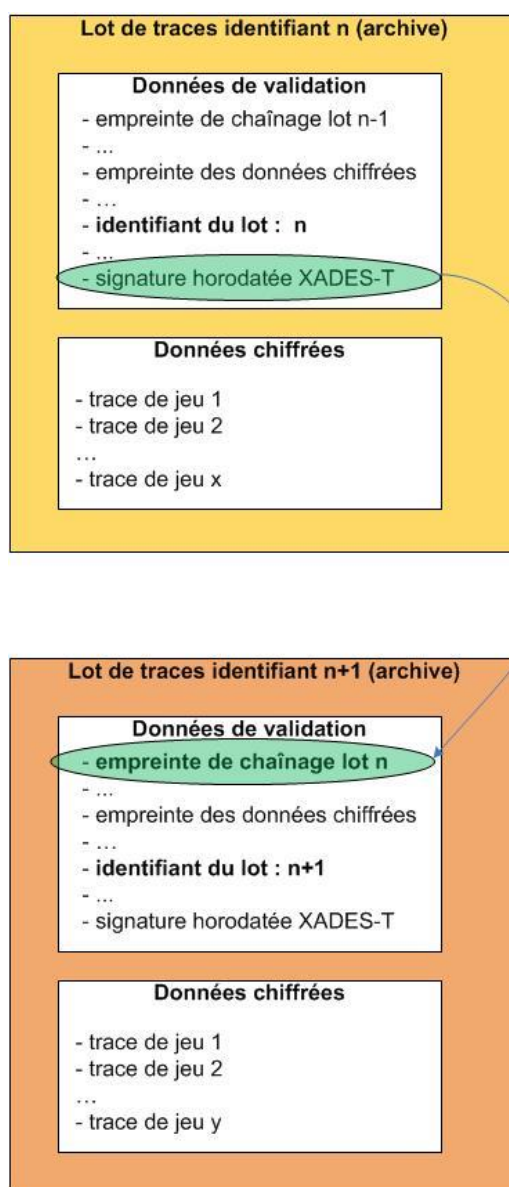 Lot de traces identifiant n (archive)
Données de validation
- empreinte de chaînage lot n-1
- ...
- empreinte des données chiffrées
- ...
- identifiant du lot : n
- ...
- signature horodatée XADES-T
Données chiffrées
- trace de jeu 1
- trace de jeu 2
...
- trace de jeu x
Lot de traces identifiant n+1 (archive)
Données de validation
- empreinte de chaînage lot n
- ...
- empreinte des données chiffrées
- ...
- identifiant du lot : n+1
- ...
- signature horodatée XADES-T
Données chiffrées
- trace de jeu 1
- trace de jeu 2
...
- trace de jeu y